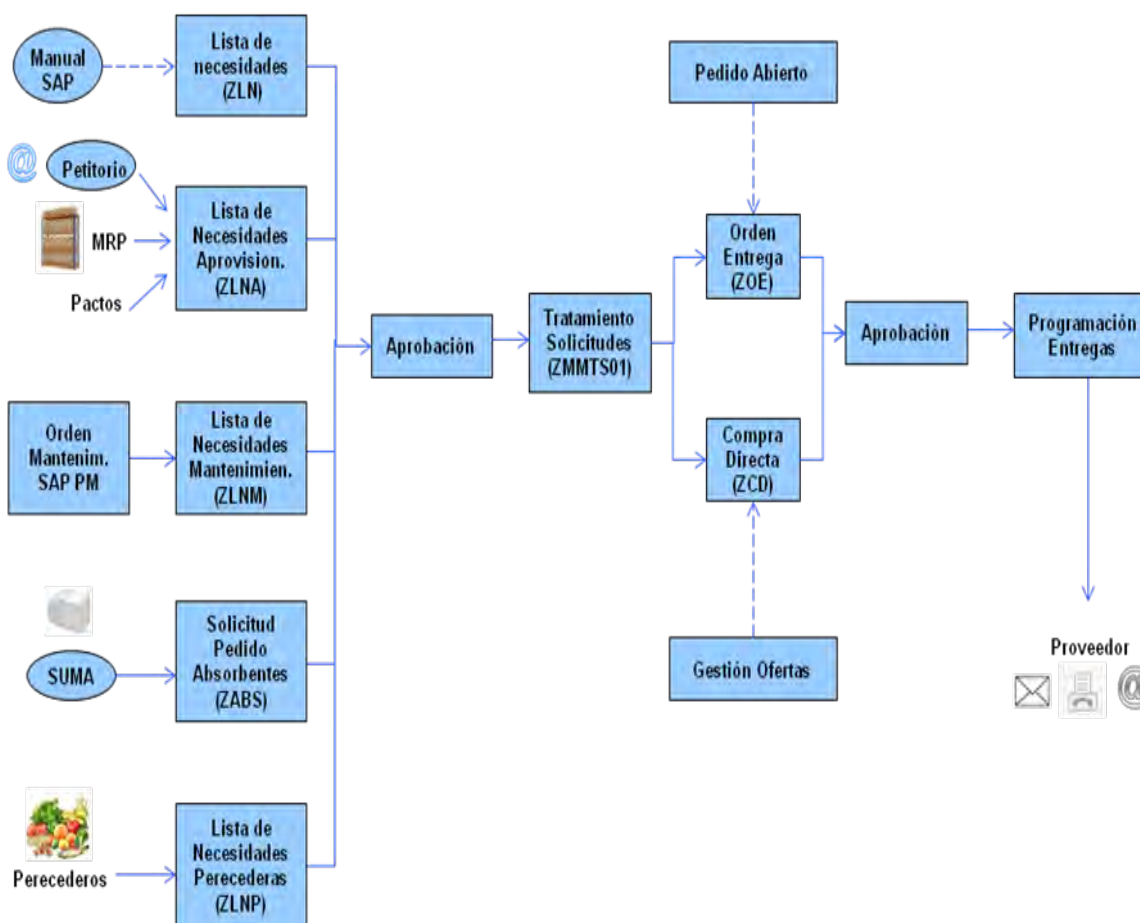 Manual
SAP
Lista de
necesidades
(ZLN)
@
Petitorio
MRP
Pactos
Lista de
Necesidades
Aprovision.
(ZLNA)
Orden
Mantenim.
SAP PM
Lista de
Necesidades
Mantenimien.
(ZLNM)
SUMA
Solicitud
Pedido
Absorbentes
(ZABS)
Perecederos
Lista de
Necesidades
Perecederas
(ZLNP)
Aprobación
Tratamiento
Solicitudes
(ZMMTS01)
Pedido Abierto
Orden
Entrega
(ZOE)
Compra
Directa
(ZCD)
Gestión Ofertas
Aprobación
Programación
Entregas
Proveedor
@